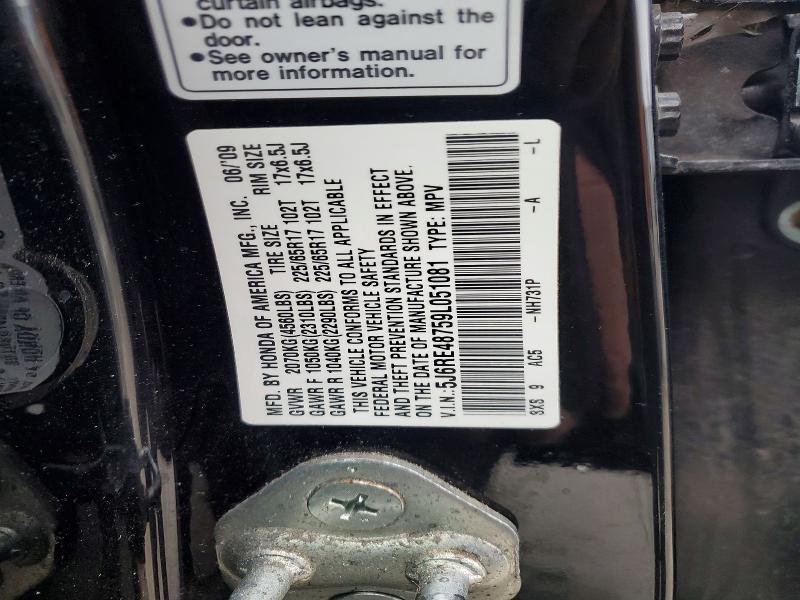 curtain airbags.
•Do not lean against the
door.
•See owner's manual for
more information.
MFD. BY HONDA OF AMERICA MFG., INC. 06/'09
GVWR 2070KG(4560LBS) TIRE SIZE RIM SIZE
GAWR F 1050KG(2310LBS) 225/65R17 102T 17x6.5J
GAWR R 1040KG(2290LBS) 225/65R17 102T 17x6.5J
THIS VEHICLE CONFORMS TO ALL APPLICABLE
FEDERAL MOTOR VEHICLE SAFETY
AND THEFT PREVENTION STANDARDS IN EFFECT
ON THE DATE OF MANUFACTURE SHOWN ABOVE.
V.I.N.:5J6RE48759L051081 TYPE: MPV
SXS 9 AC5 -NH731P -A -L